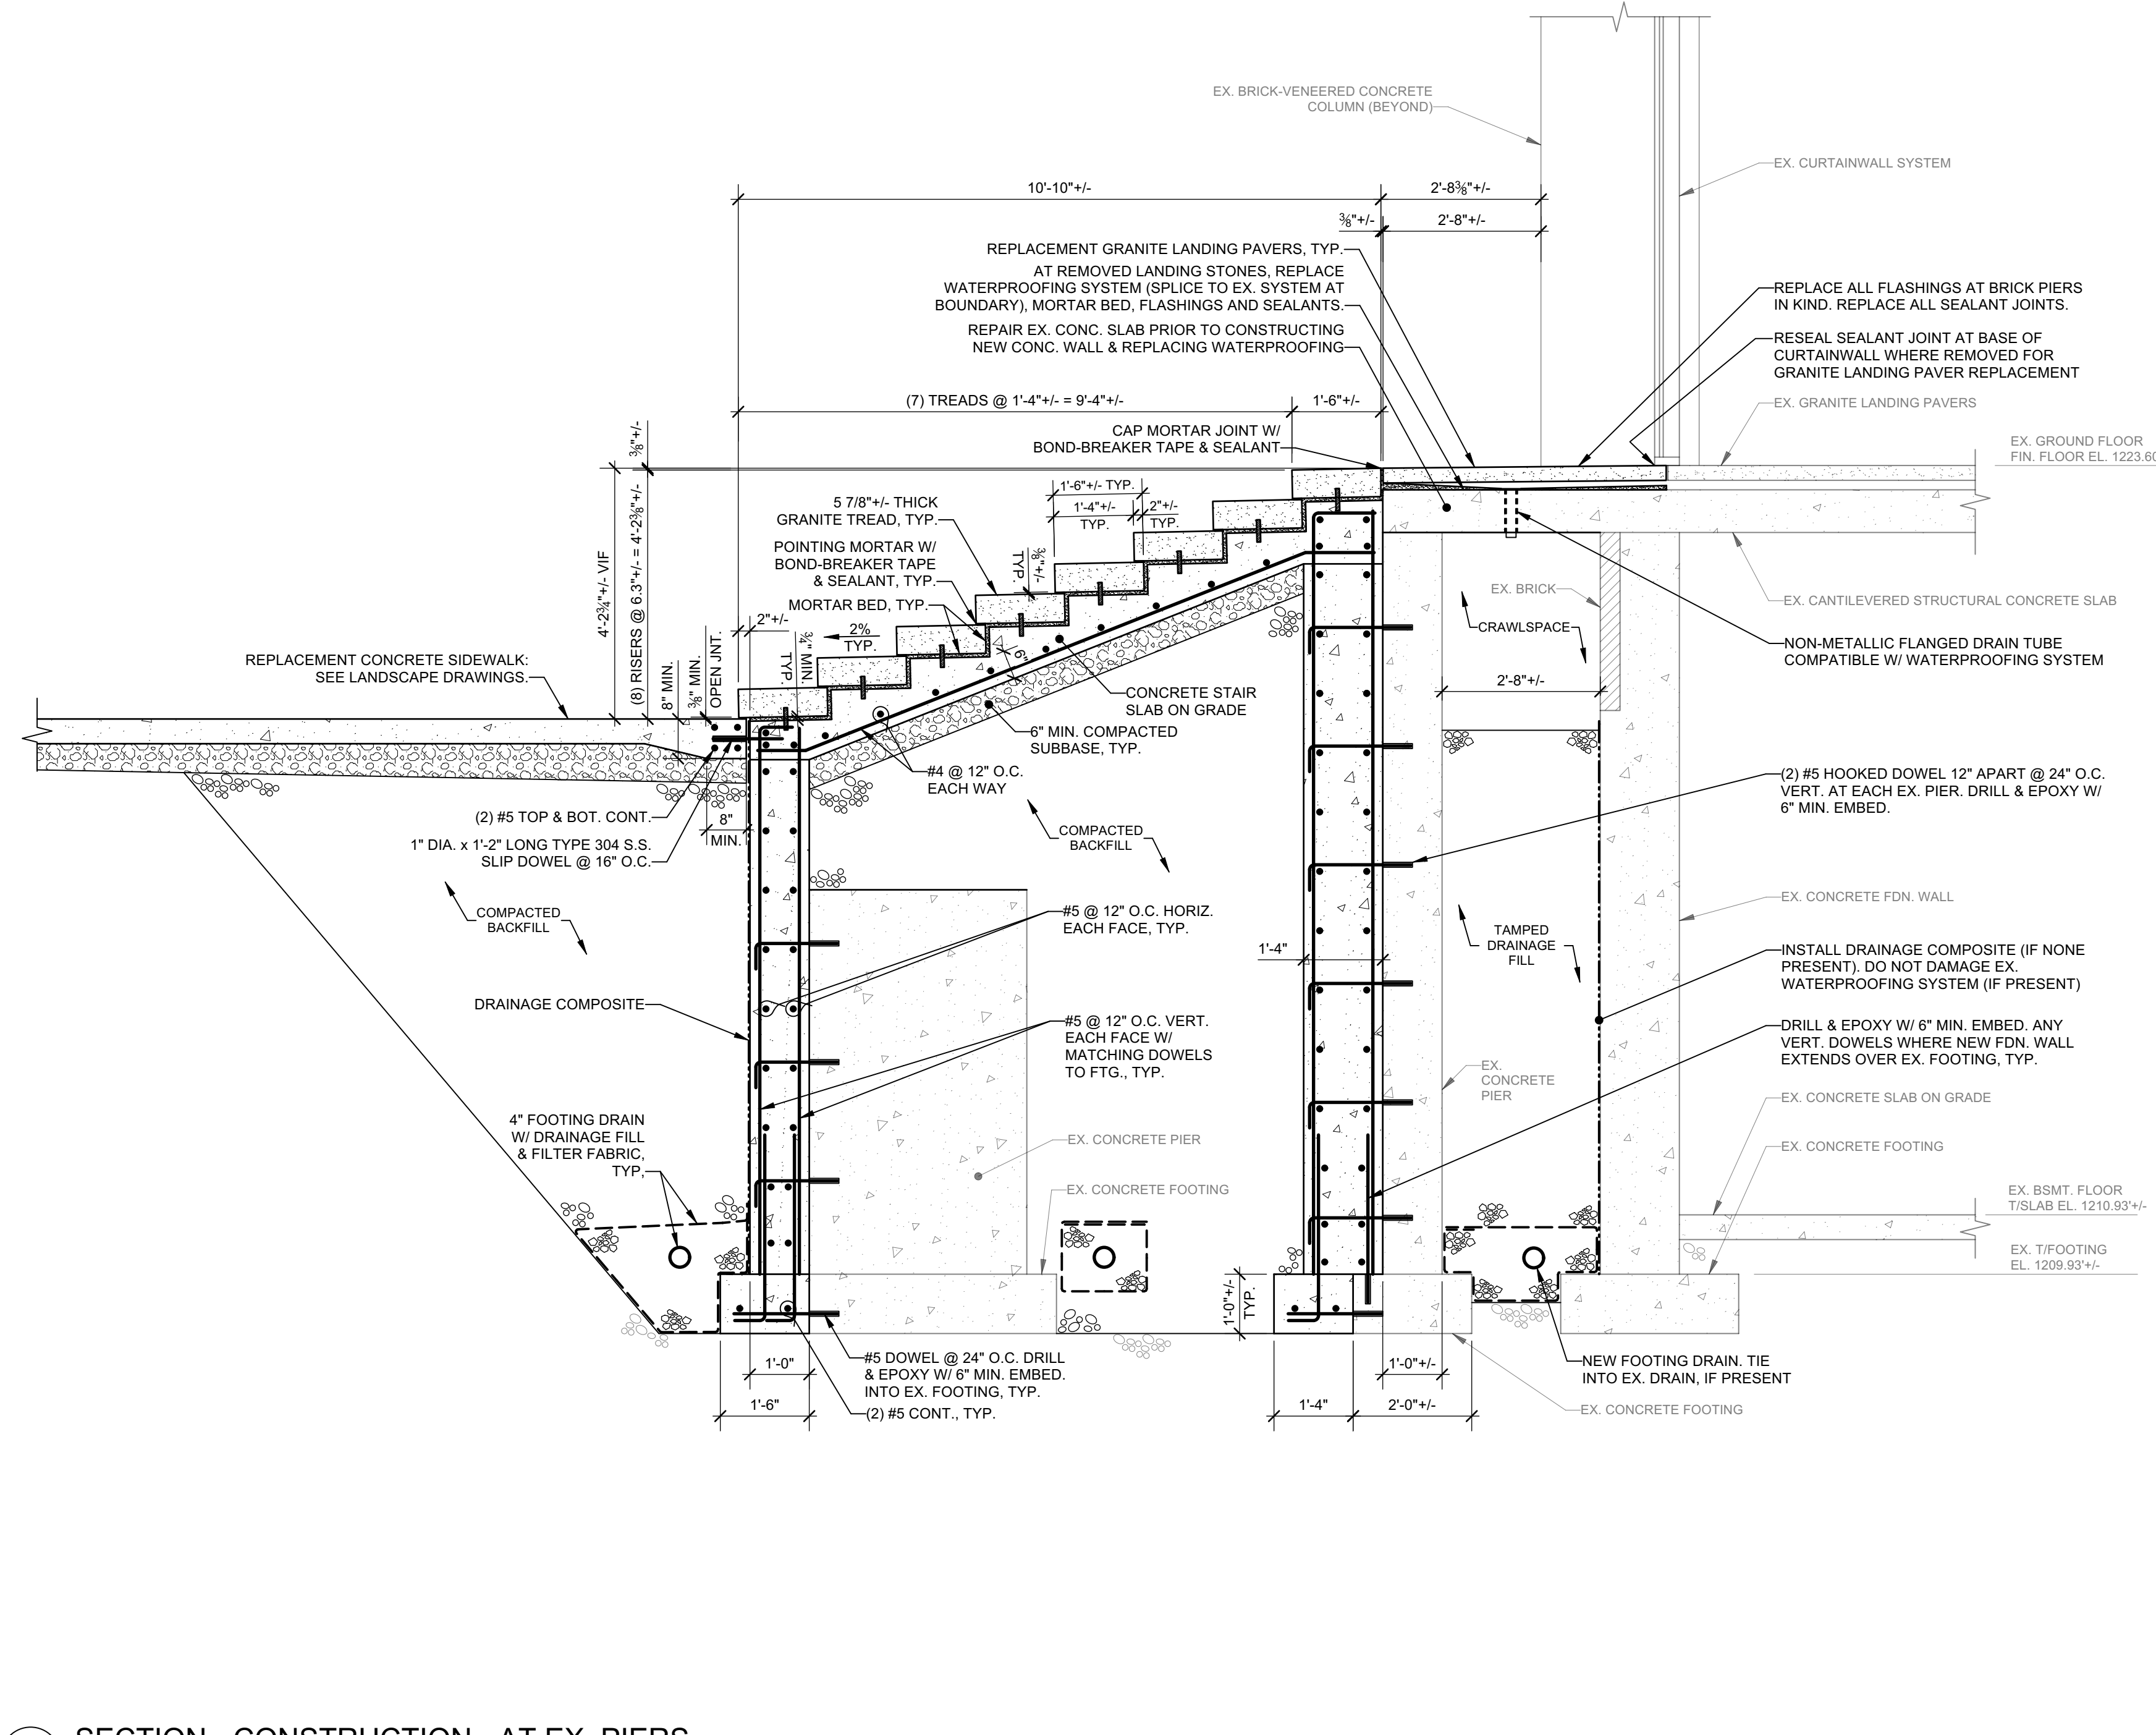 EX. BRICK-VENEERED CONCRETE
COLUMN (BEYOND)
EX. CURTAINWALL SYSTEM
10'-10"+/-
2'-8⅜"+/-
⅜"+/-
2'-8"+/-
REPLACEMENT GRANITE LANDING PAVERS, TYP.
AT REMOVED LANDING STONES, REPLACE
WATERPROOFING SYSTEM (SPLICE TO EX. SYSTEM AT
BOUNDARY), MORTAR BED, FLASHINGS AND SEALANTS.
REPAIR EX. CONC. SLAB PRIOR TO CONSTRUCTING
NEW CONC. WALL & REPLACING WATERPROOFING
REPLACE ALL FLASHINGS AT BRICK PIERS
IN KIND. REPLACE ALL SEALANT JOINTS.
RESEAL SEALANT JOINT AT BASE OF
CURTAINWALL WHERE REMOVED FOR
GRANITE LANDING PAVER REPLACEMENT
EX. GRANITE LANDING PAVERS
EX. GROUND FLOOR
FIN. FLOOR EL. 1223.60
(7) TREADS @ 1'-4"+/- = 9'-4"+/-
1'-6"+/-
CAP MORTAR JOINT W/
BOND-BREAKER TAPE & SEALANT
⅜"+/-
4'-2¾"+/- VIF
(8) RISERS @ 6.3"+/- = 4'-2⅜"+/-
1'-6"+/- TYP.
1'-4"+/-
TYP.
2"+/-
TYP.
5 7/8"+/- THICK
GRANITE TREAD, TYP.
POINTING MORTAR W/
BOND-BREAKER TAPE
& SEALANT, TYP.
MORTAR BED, TYP.
⅜"+/-
TYP.
2"+/-
2%
TYP.
¾" MIN.
TYP.
8" MIN.
⅜" MIN.
OPEN JNT.
6"
REPLACEMENT CONCRETE SIDEWALK:
SEE LANDSCAPE DRAWINGS.
EX. BRICK
CRAWLSPACE
EX. CANTILEVERED STRUCTURAL CONCRETE SLAB
NON-METALLIC FLANGED DRAIN TUBE
COMPATIBLE W/ WATERPROOFING SYSTEM
2'-8"+/-
CONCRETE STAIR
SLAB ON GRADE
6" MIN. COMPACTED
SUBBASE, TYP.
#4 @ 12" O.C.
EACH WAY
(2) #5 TOP & BOT. CONT.
8"
MIN.
1" DIA. x 1'-2" LONG TYPE 304 S.S.
SLIP DOWEL @ 16" O.C.
COMPACTED
BACKFILL
(2) #5 HOOKED DOWEL 12" APART @ 24" O.C.
VERT. AT EACH EX. PIER. DRILL & EPOXY W/
6" MIN. EMBED.
COMPACTED
BACKFILL
#5 @ 12" O.C. HORIZ.
EACH FACE, TYP.
1'-4"
TAMPED
DRAINAGE
FILL
EX. CONCRETE FDN. WALL
INSTALL DRAINAGE COMPOSITE (IF NONE
PRESENT). DO NOT DAMAGE EX.
WATERPROOFING SYSTEM (IF PRESENT)
DRAINAGE COMPOSITE
#5 @ 12" O.C. VERT.
EACH FACE W/
MATCHING DOWELS
TO FTG., TYP.
DRILL & EPOXY W/ 6" MIN. EMBED. ANY
VERT. DOWELS WHERE NEW FDN. WALL
EXTENDS OVER EX. FOOTING, TYP.
EX.
CONCRETE
PIER
EX. CONCRETE SLAB ON GRADE
4" FOOTING DRAIN
W/ DRAINAGE FILL
& FILTER FABRIC,
TYP,
EX. CONCRETE PIER
EX. CONCRETE FOOTING
EX. CONCRETE FOOTING
EX. BSMT. FLOOR
T/SLAB EL. 1210.93'+/-
EX. T/FOOTING
EL. 1209.93'+/-
1'-0"+/-
TYP.
1'-0"
1'-6"
#5 DOWEL @ 24" O.C. DRILL
& EPOXY W/ 6" MIN. EMBED.
INTO EX. FOOTING, TYP.
(2) #5 CONT., TYP.
1'-0"+/-
1'-4"
2'-0"+/-
NEW FOOTING DRAIN. TIE
INTO EX. DRAIN, IF PRESENT
EX. CONCRETE FOOTING
SECTION - CONSTRUCTION - AT EX. PIERS